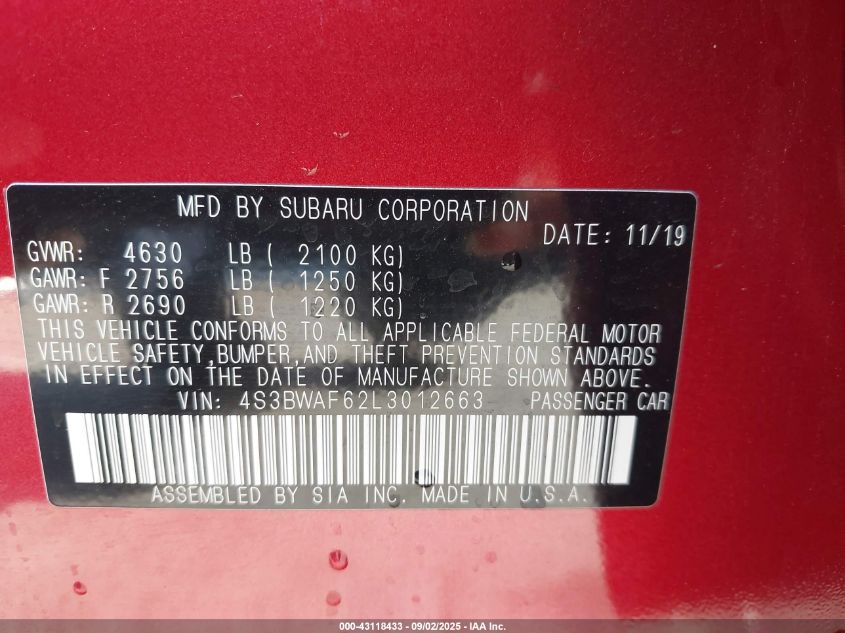 MFD BY SUBARU CORPORATION
DATE: 11/19
GVWR: 4630 LB ( 2100 KG)
GAWR: F 2756 LB ( 1250 KG)
GAWR: R 2690 LB ( 1220 KG)
THIS VEHICLE CONFORMS TO ALL APPLICABLE FEDERAL MOTOR
VEHICLE SAFETY,BUMPER,AND THEFT PREVENTION STANDARDS
IN EFFECT ON THE DATE OF MANUFACTURE SHOWN ABOVE.
VIN: 4S3BWAF62L3012663 PASSENGER CAR
ASSEMBLED BY SIA INC. MADE IN U.S.A.
000-43118433 - 09/02/2025 - IAA Inc.